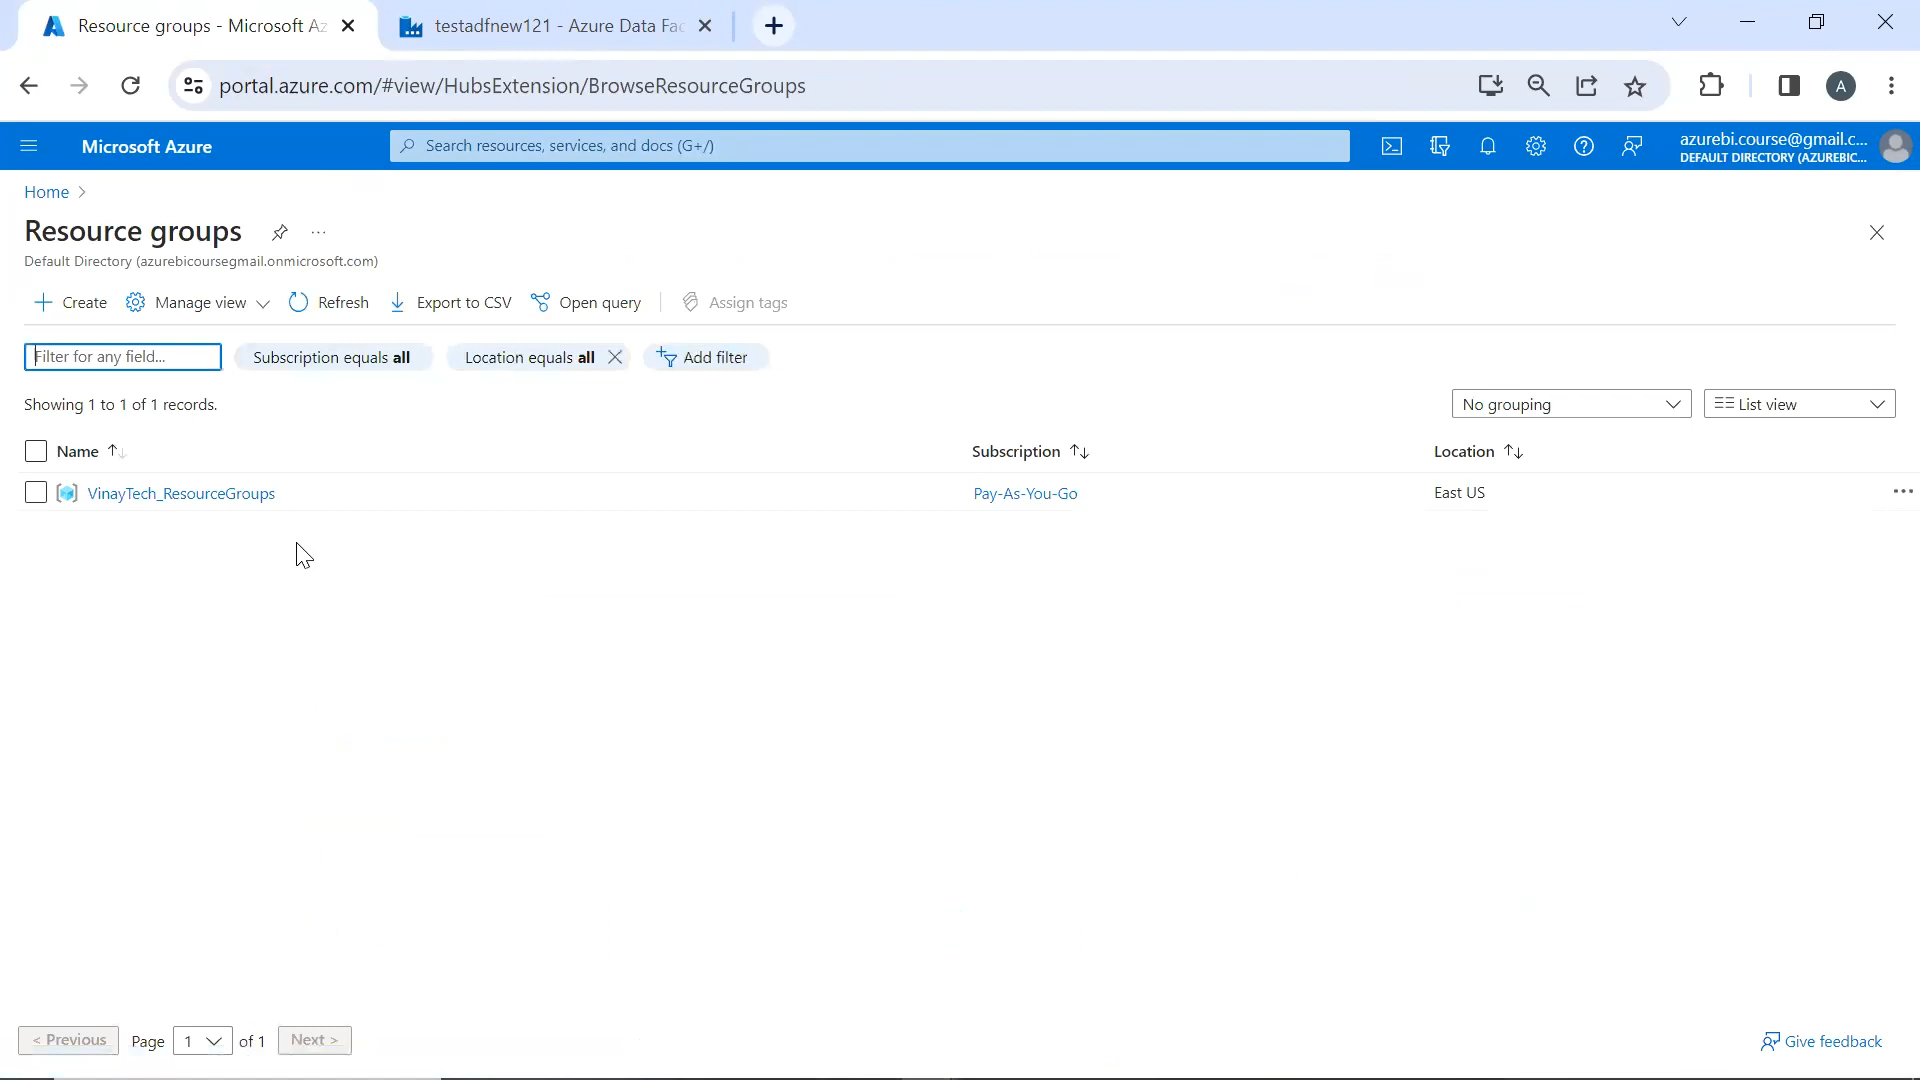 Resource groups - Microsoft Az
testadfnew121 - Azure Data Fac
portal.azure.com/#view/HubsExtension/BrowseResourceGroups
A
Microsoft Azure
Search resources, services, and docs (G+/)
azurebi.course@gmail.c...
DEFAULT DIRECTORY (AZUREBIC...
Home >
Resource groups
Default Directory (azurebicoursegmail.onmicrosoft.com)
Create Manage view Refresh Export to CSV Open query Assign tags
Filter for any field... Subscription equals all Location equals all Add filter
Showing 1 to 1 of 1 records.
No grouping List view
Name Subscription Location
VinayTech_ResourceGroups Pay-As-You-Go East US
< Previous Page 1 of 1 Next >
Give feedback